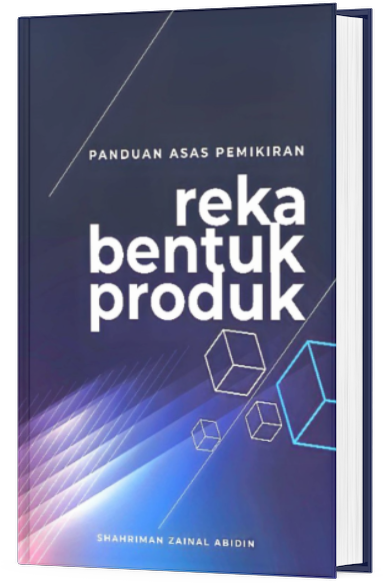 PANDUAN ASAS PEMIKIRAN
reka
bentuk
produk
SHAHRIMAN ZAINAL ABIDIN